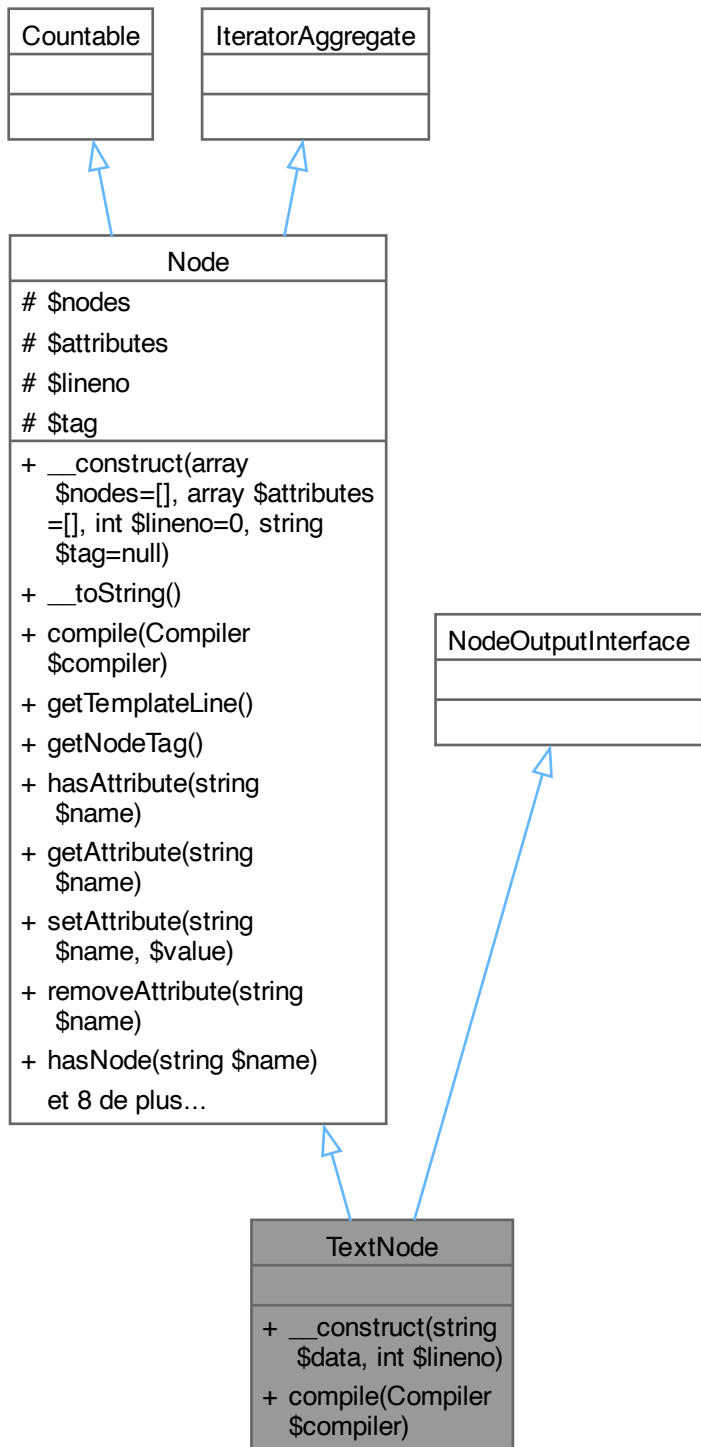 Countable
IteratorAggregate
Node
# $nodes
# $attributes
# $lineno
# $tag
+ __construct(array
$nodes=[], array $attributes
=[], int $lineno=0, string
$tag=null)
+ __toString()
+ compile(Compiler
$compiler)
+ getTemplateLine()
+ getNodeTag()
+ hasAttribute(string
$name)
+ getAttribute(string
$name)
+ setAttribute(string
$name, $value)
+ removeAttribute(string
$name)
+ hasNode(string $name)
et 8 de plus...
NodeOutputInterface
TextNode
+ __construct(string
$data, int $lineno)
+ compile(Compiler
$compiler)